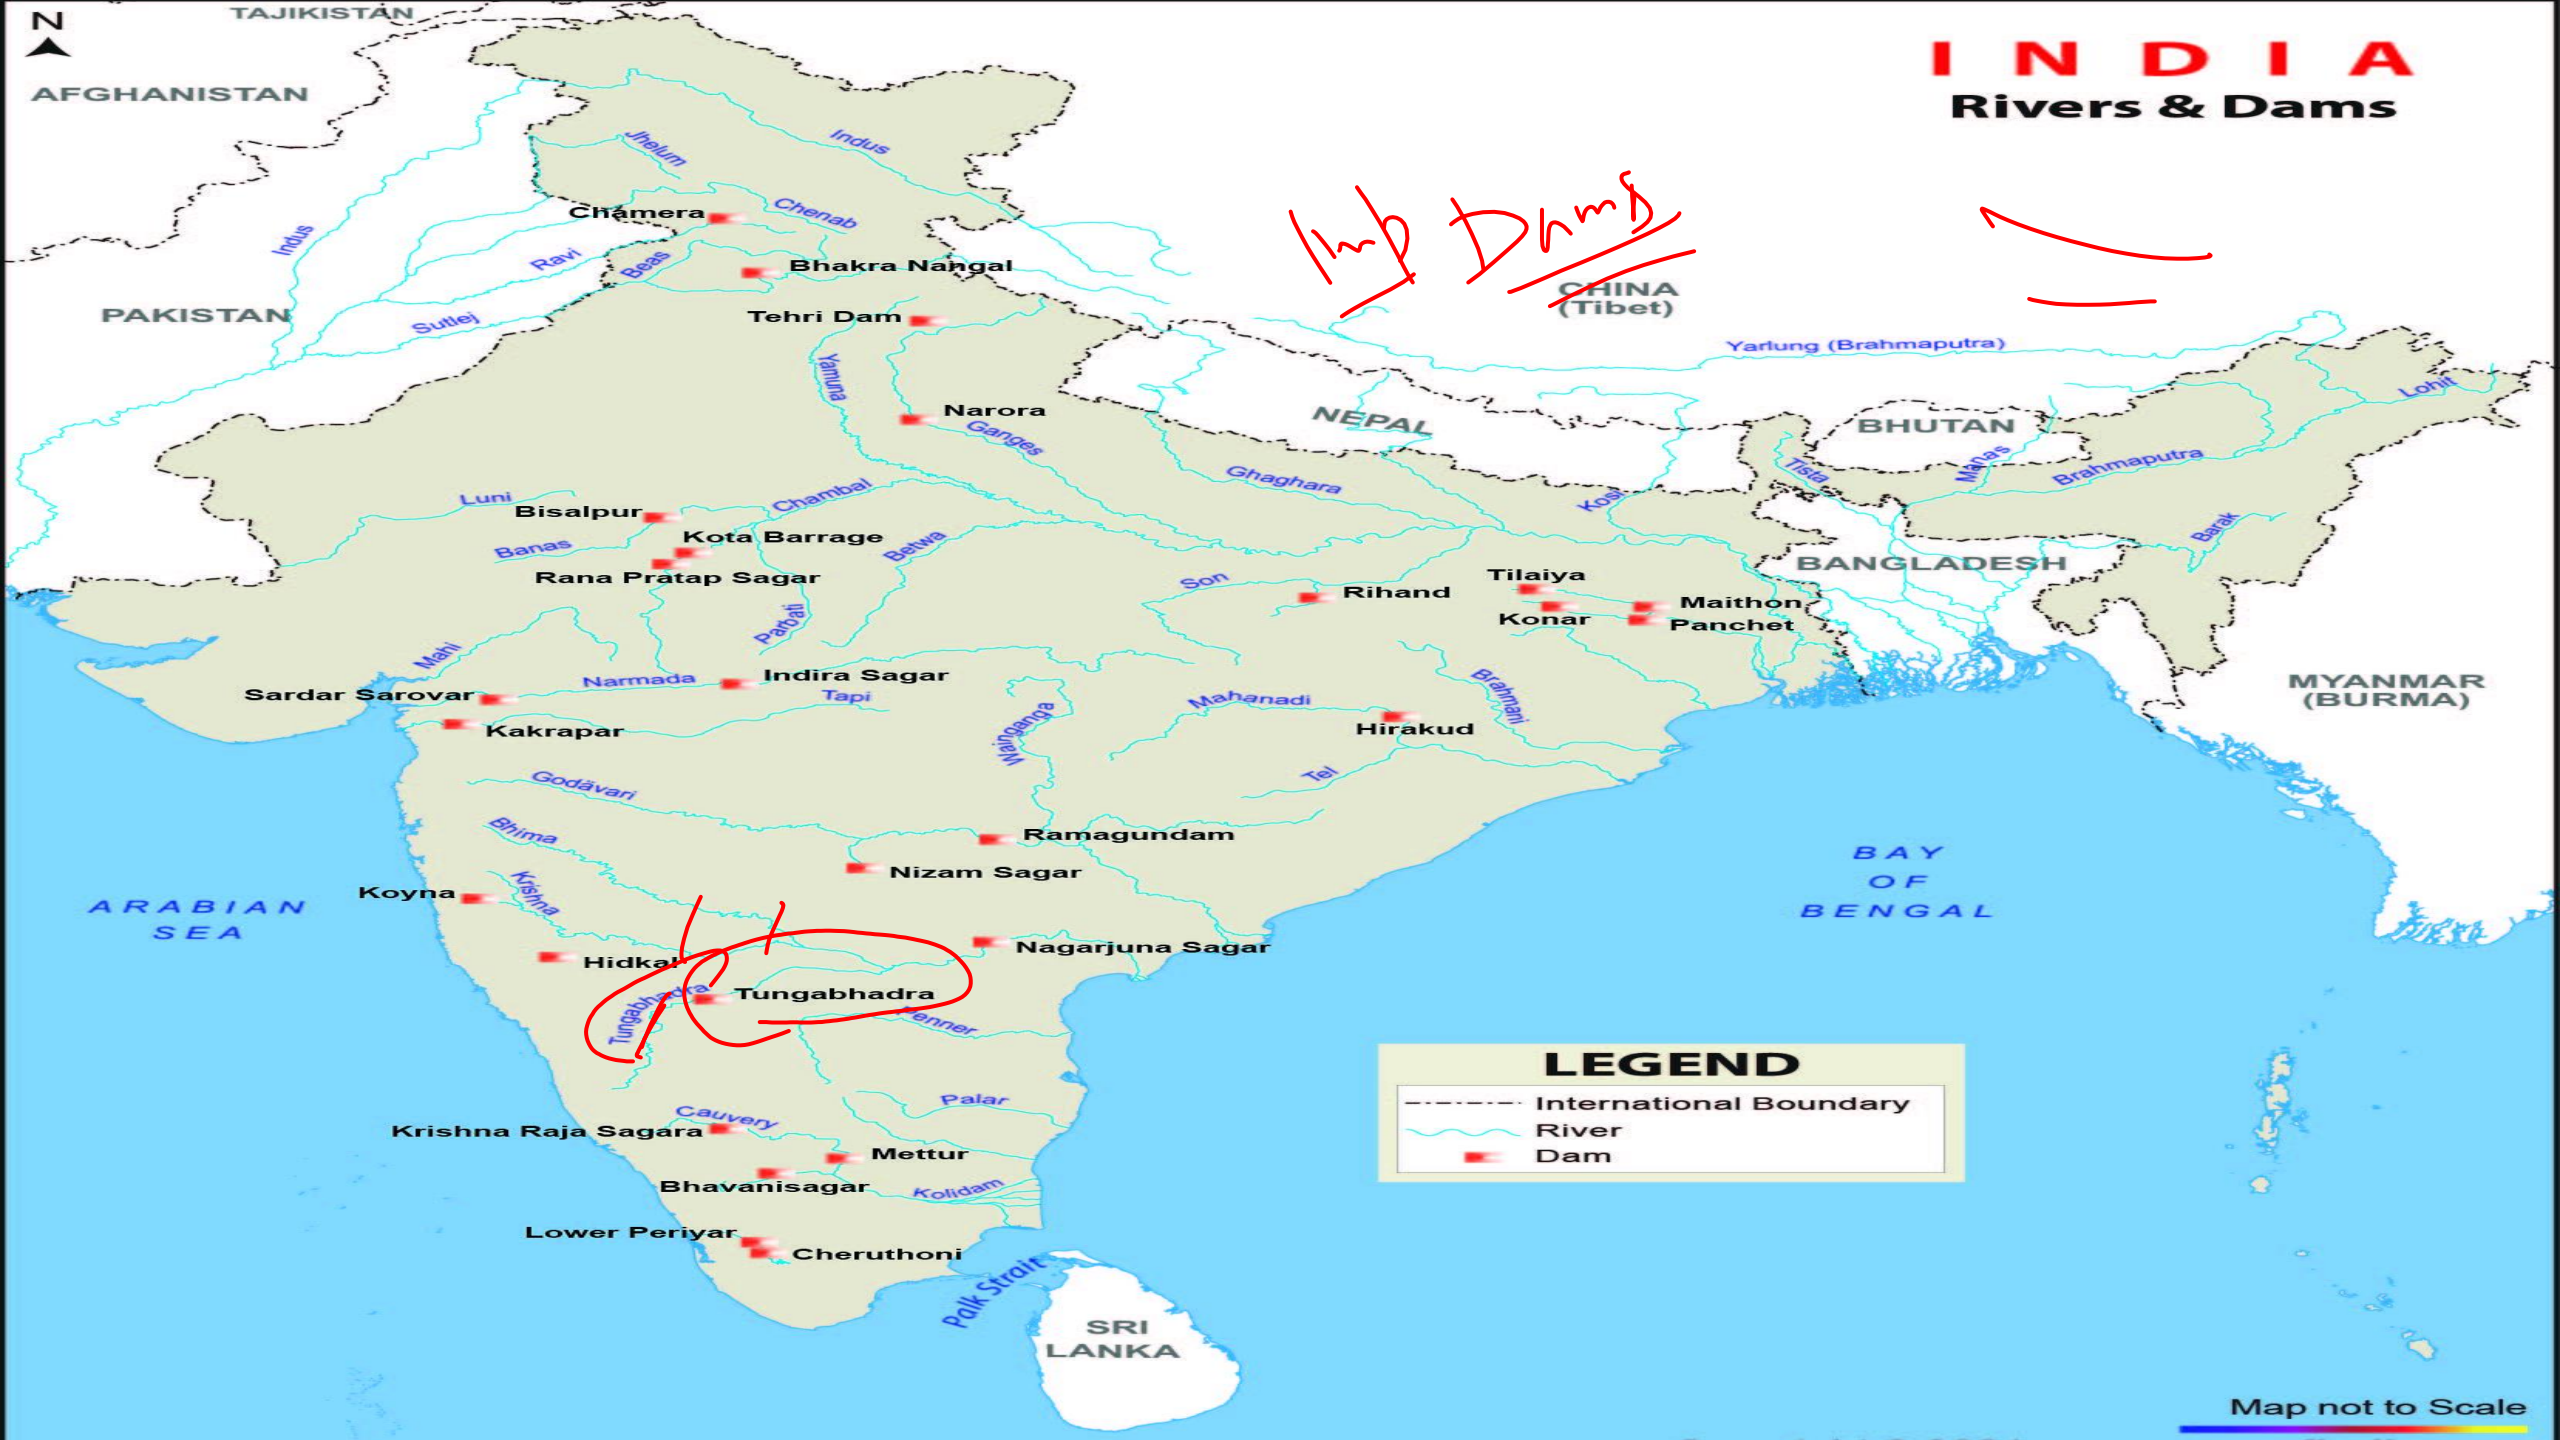 N
TAJIKISTAN
I N D I A
Rivers & Dams
AFGHANISTAN
Jhelum
Indus
Imp Dams
Chamera
Chenab
Indus
Ravi
Beas
Bhakra Nangal
CHINA
(Tibet)
PAKISTAN
Sutlej
Tehri Dam
Yarlung (Brahmaputra)
Yamuna
Lohit
Narora
Ganges
NEPAL
BHUTAN
Ghaghara
Tista
Manas
Brahmaputra
Luni
Chambal
Kosi
Bisalpur
Kota Barrage
Banas
Betwa
Barak
BANGLADESH
Rana Pratap Sagar
Son
Rihand
Tilaiya
Maithon
Konar
Panchet
Parbati
Mahi
Narmada
Indira Sagar
Sardar Sarovar
Tapi
Mahanadi
Brahmani
MYANMAR
(BURMA)
Kakrapar
Wainganga
Hirakud
Godāvari
Tel
Bhima
Ramagundam
Nizam Sagar
BAY
OF
BENGAL
Koyna
Krishna
ARABIAN
SEA
Hidkal
Nagarjuna Sagar
Tungabhadra
Tungabhadra
Penner
LEGEND
International Boundary
River
Dam
Palar
Cauvery
Krishna Raja Sagara
Mettur
Bhavanisagar
Kolidam
Lower Periyar
Cheruthoni
Palk Strait
SRI
LANKA
Map not to Scale